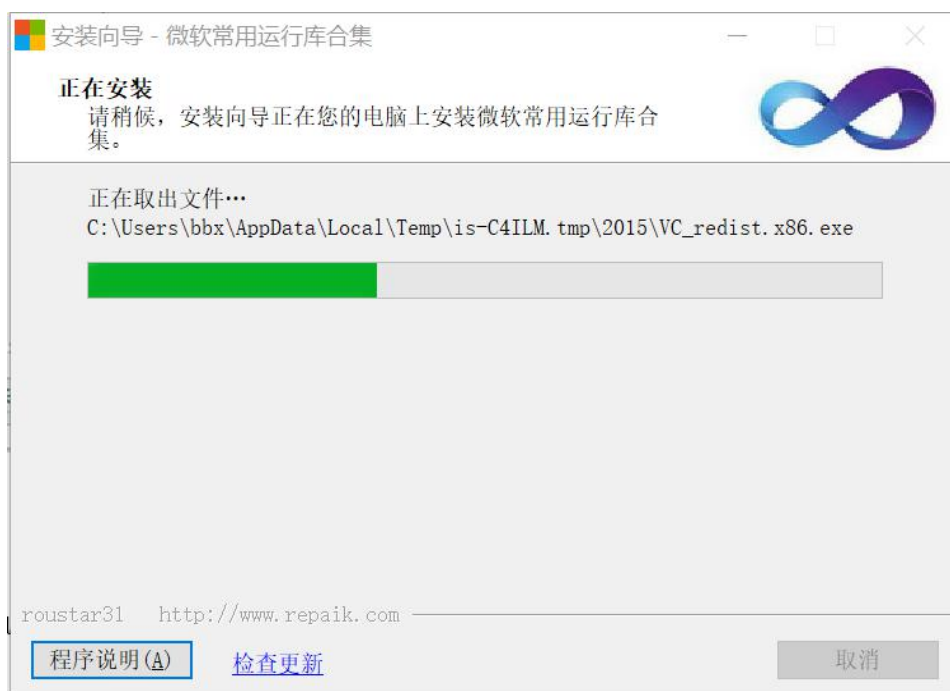 安装向导 - 微软常用运行库合集
正在安装
请稍候，安装向导正在您的电脑上安装微软常用运行库合
集。
正在取出文件…
C:\Users\bbx\AppData\Local\Temp\is-C4ILM.tmp\2015\VC_redist.x86.exe
roustar31 http://www.repaik.com
程序说明(A) 检查更新 取消